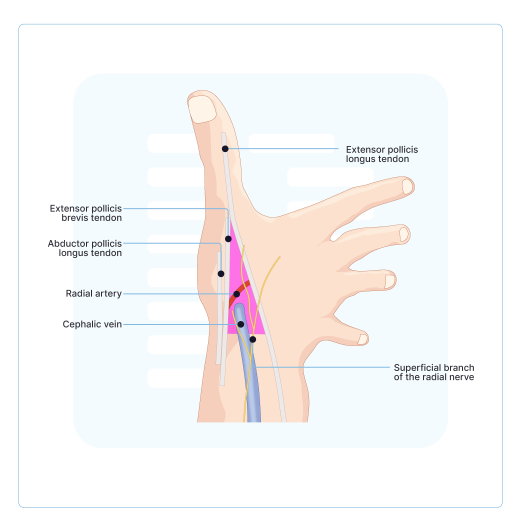 Extensor pollicis
longus tendon
Extensor pollicis
brevis tendon
Abductor pollicis
longus tendon
Radial artery
Cephalic vein
Superficial branch
of the radial nerve